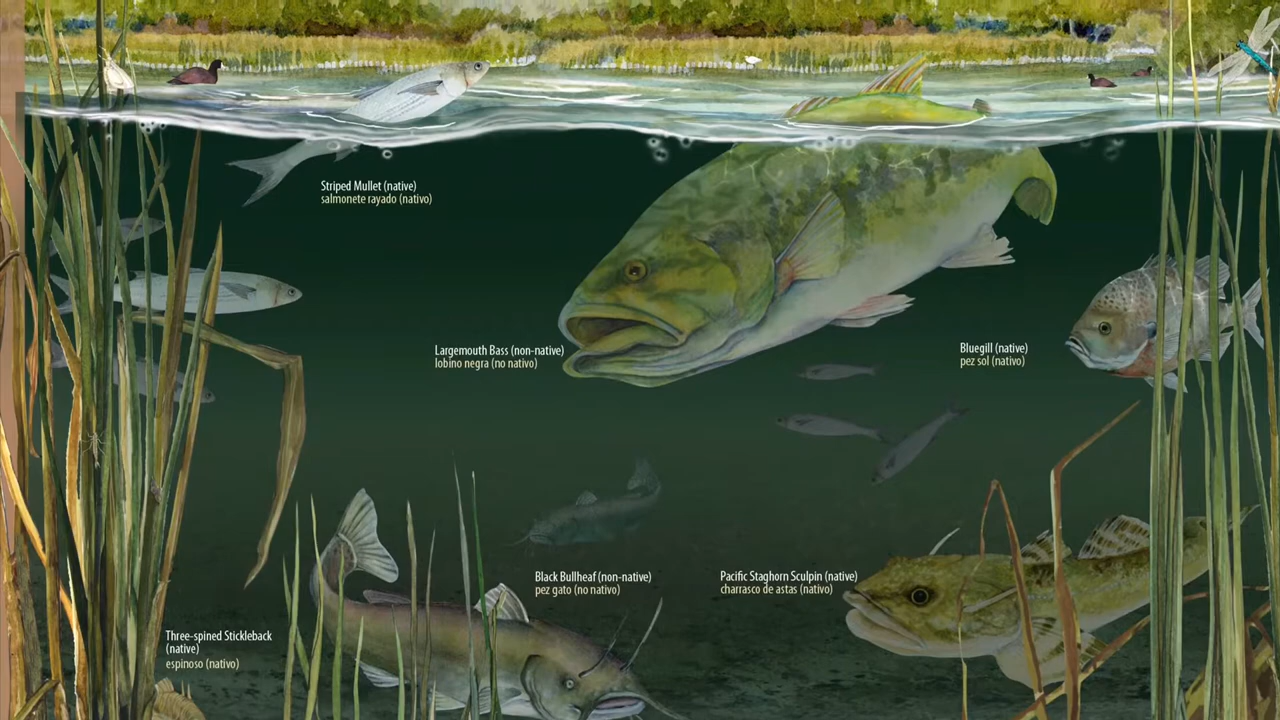 Striped Mullet (native)
salmonete rayado (nativo)
Largemouth Bass (non-native)
lobino negra (no nativo)
Bluegill (native)
pez sol (nativo)
Black Bullheaf (non-native)
pez gato (no nativo)
Pacific Staghorn Sculpin (native)
charrasco de astas (nativo)
Three-spined Stickleback
(native)
espinoso (nativo)